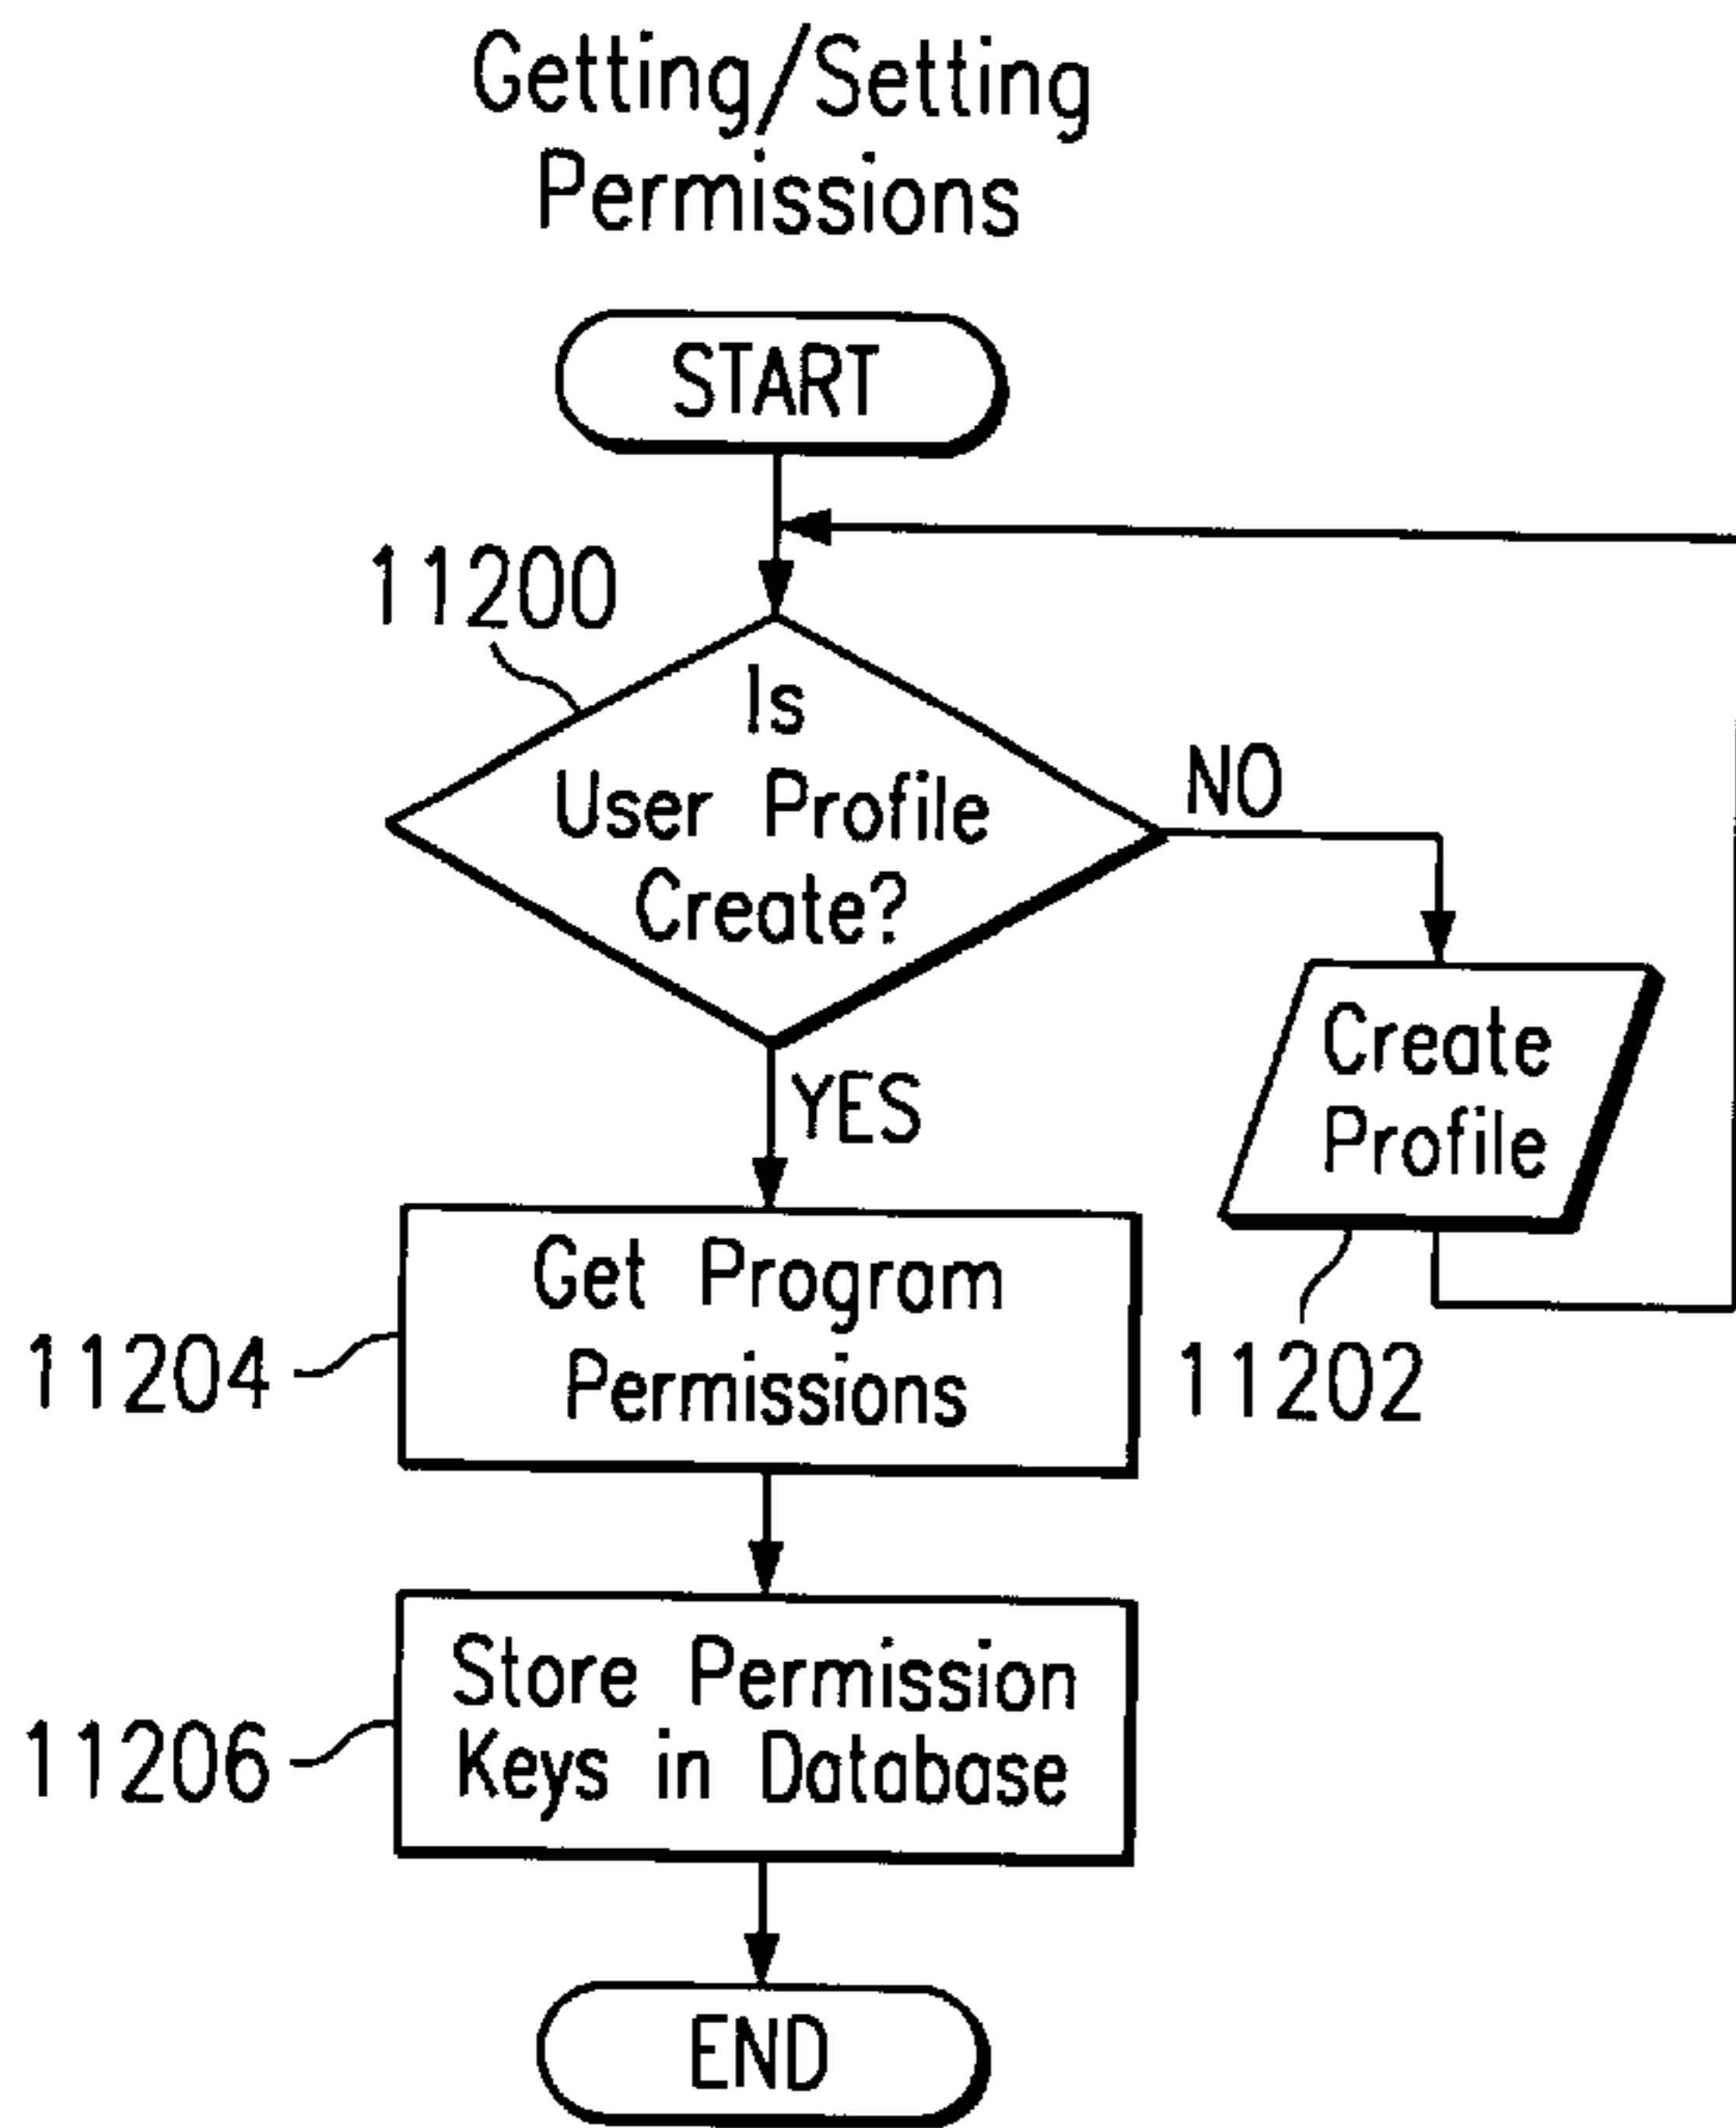 Getting/Setting
Permissions
START
11200
Is
User Profile
Create?
NO
YES
Create
Profile
11202
Get Program
Permissions
11204
Store Permission
Keys in Database
11206
END